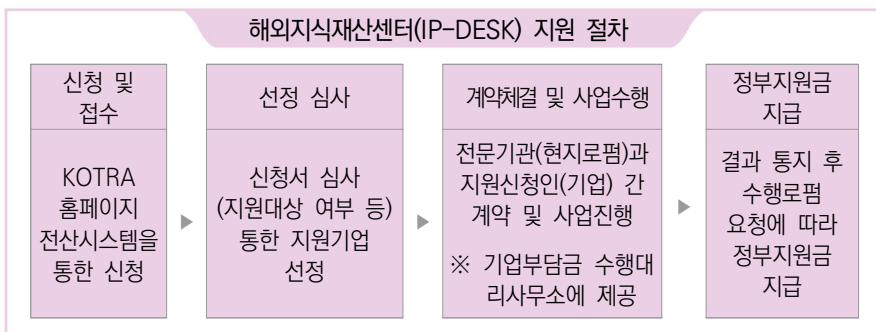 해외지식재산센터(IP-DESK) 지원 절차
신청 및
접수
KOTRA
홈페이지
전산시스템을
통한 신청
선정 심사
신청서 심사
(지원대상 여부 등)
통한 지원기업
선정
계약체결 및 사업수행
전문기관(현지로펌)과
지원신청인(기업) 간
계약 및 사업진행
※ 기업부담금 수행대
리사무소에 제공
정부지원금
지급
결과 통지 후
수행로펌
요청에 따라
정부지원금
지급